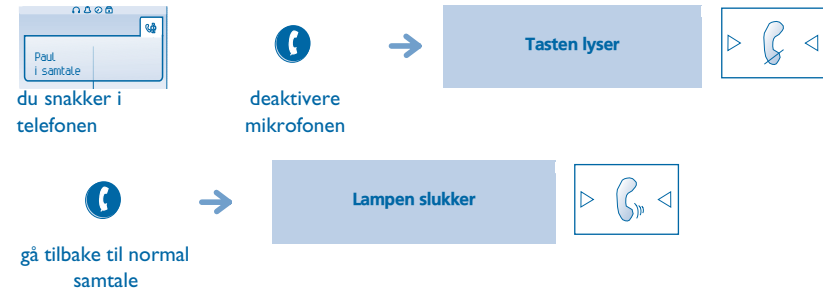 Paul
i samtale
du snakker i
telefonen
deaktivere
mikrofonen
Tasten lyser
Lampen slukker
gå tilbake til normal
samtale